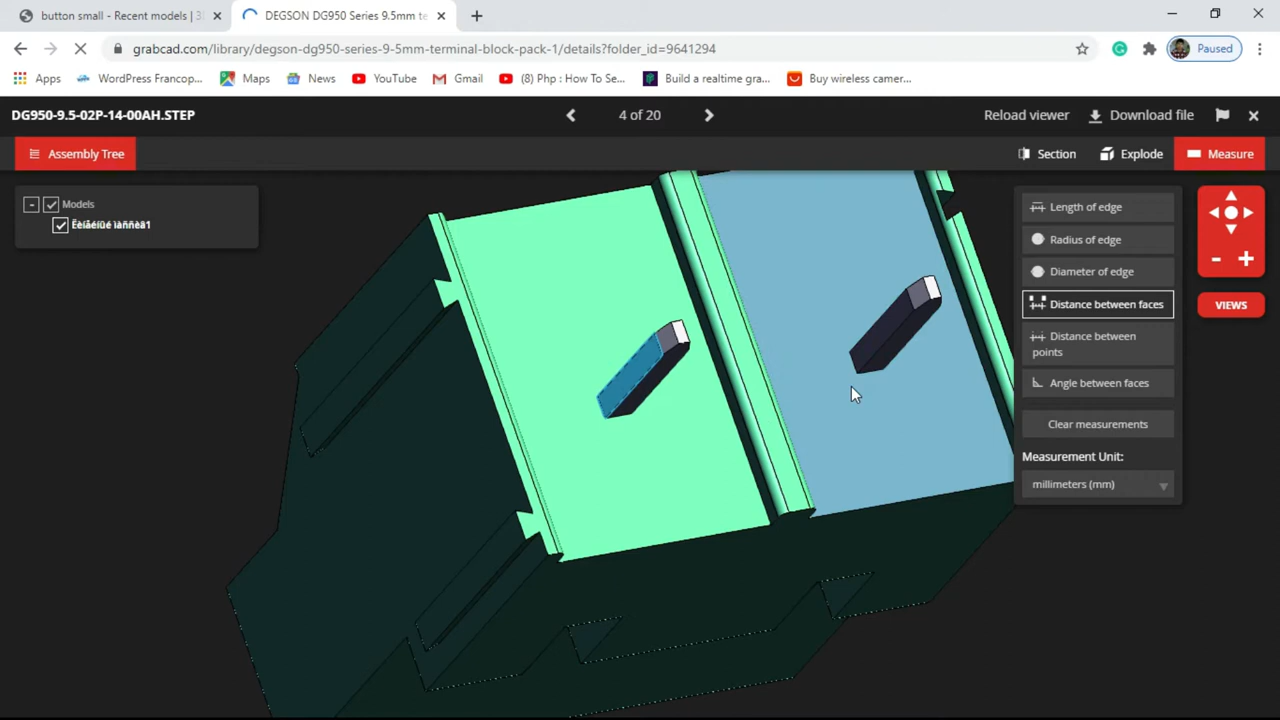 button small - Recent models | 3
DEGSON DG950 Series 9.5mm te
grabcad.com/library/degson-dg950-series-9-5mm-terminal-block-pack-1/details?folder_id=9641294
Paused
Apps
WordPress Francop...
Maps
News
YouTube
Gmail
(8) Php : How To Se...
Build a realtime gra...
Buy wireless camer...
DG950-9.5-02P-14-00AH.STEP
4 of 20
Reload viewer
Download file
Assembly Tree
Section
Explode
Measure
Models
Length of edge
Radius of edge
Diameter of edge
Distance between faces
Distance between
points
Angle between faces
Clear measurements
Measurement Unit:
millimeters (mm)
VIEWS